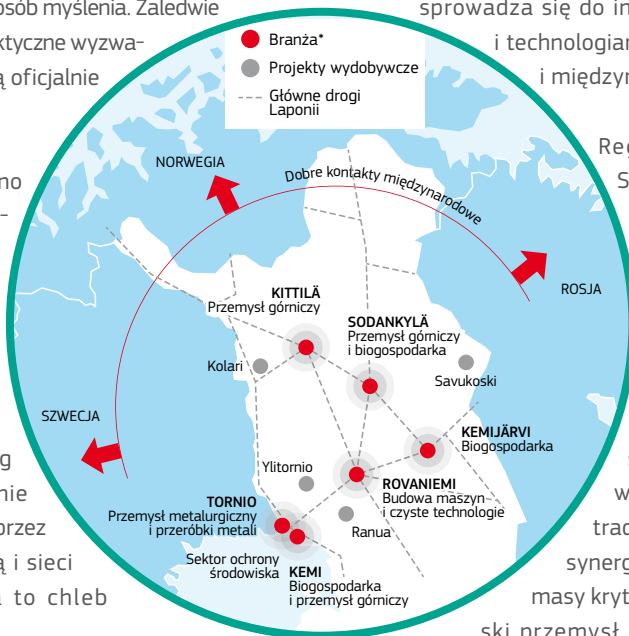 osób myślenia. Zaledwie
ktyczne wyzwa-
ą oficjalnie
no
-
g
nie
przez
ą i sieci
to chleb
sprowadza się do in
i technologian
i międzyn
Reg
S
s
w
trad
synerg
masy kryt
ski przemysł
Branża*
Projekty wydobywcze
Główne drogi
Laponii
NORWEGIA
Dobre kontakty międzynarodowe
ROSJA
KITTILÄ
Przemysł górniczy
SODANKYLÄ
Przemysł górniczy
i biogospodarka
Kolari
Savukoski
SZWECJA
KEMIJÄRVI
Biogospodarka
Ylitornio
ROVANIEMI
Budowa maszyn
i czyste technologie
TORNIO
Przemysł metalurgiczny
i przeróbki metali
Ranua
Sektor ochrony
środowiska
KEMI
Biogospodarka
i przemysł górniczy